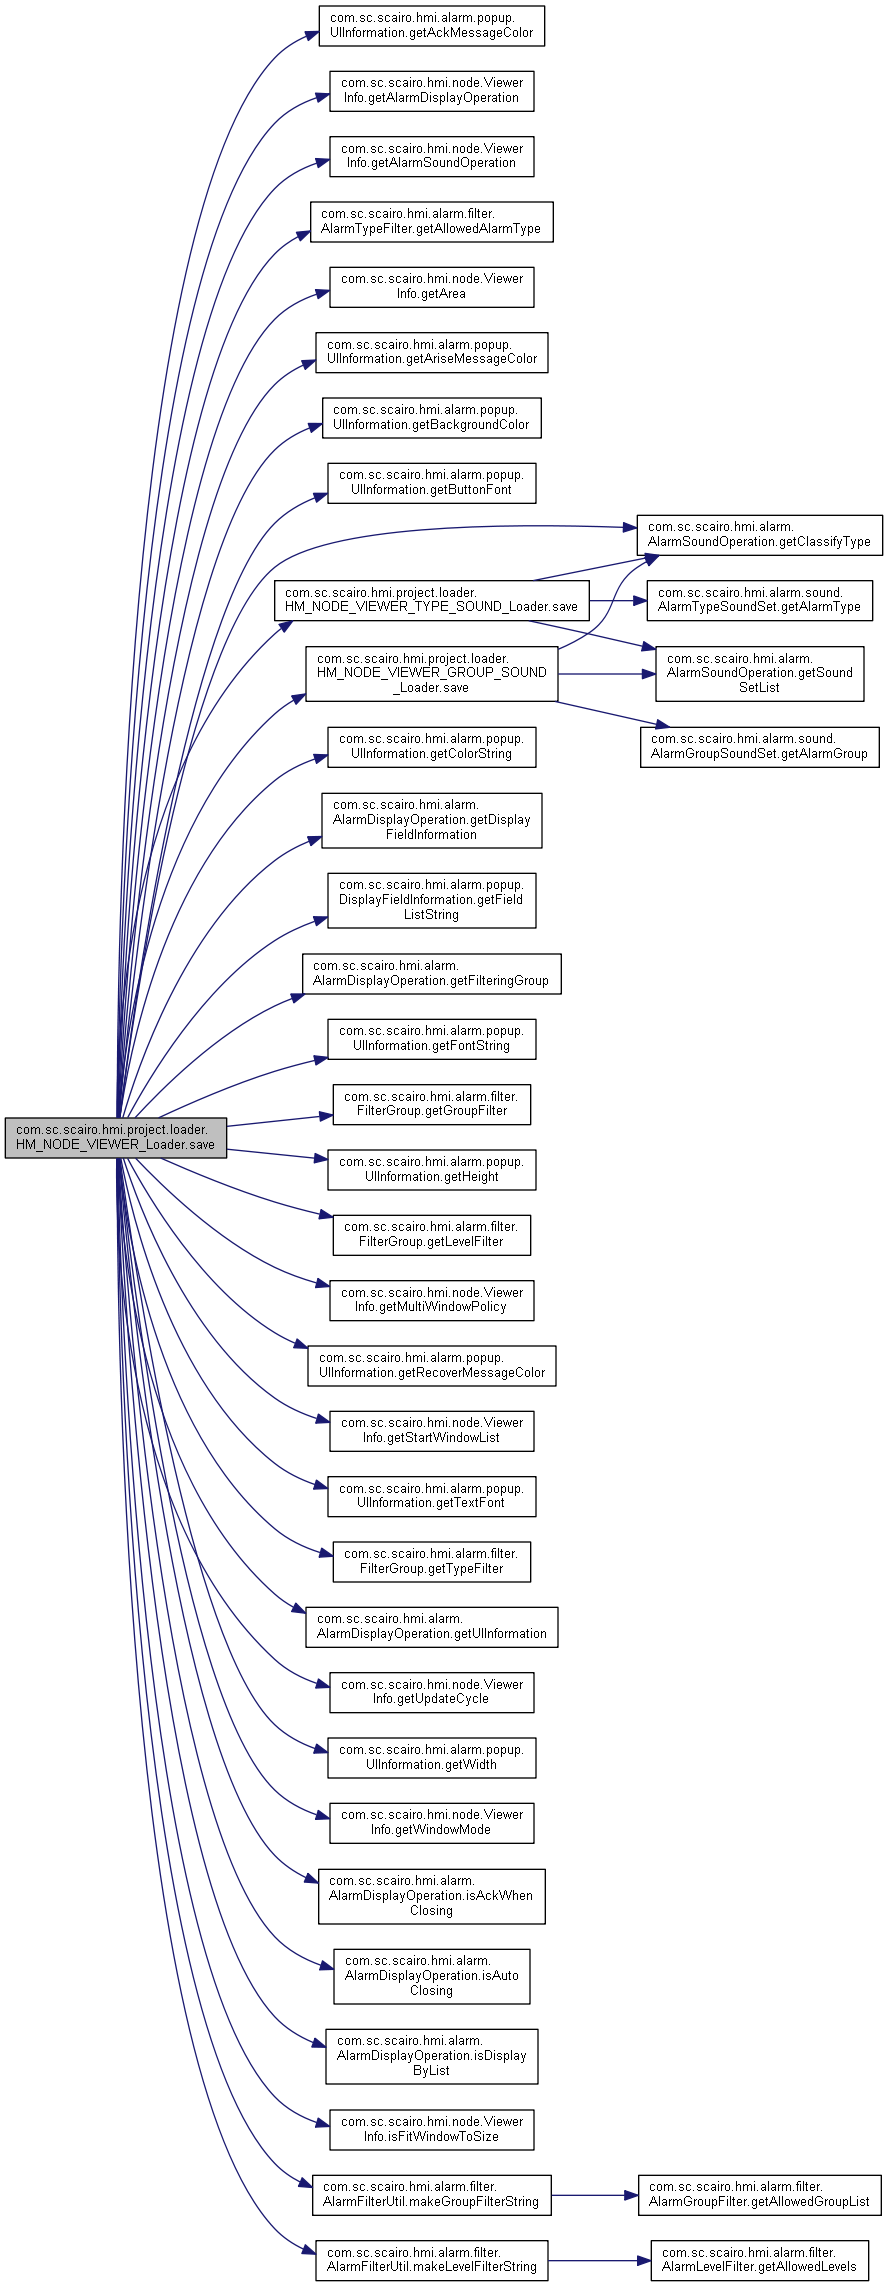 com.sc.scairo.hmi.alarm.popup.
UIInformation.getAckMessageColor
com.sc.scairo.hmi.node.Viewer
Info.getAlarmDisplayOperation
com.sc.scairo.hmi.node.Viewer
Info.getAlarmSoundOperation
com.sc.scairo.hmi.alarm.filter.
AlarmTypeFilter.getAllowedAlarmType
com.sc.scairo.hmi.node.Viewer
Info.getArea
com.sc.scairo.hmi.alarm.popup.
UIInformation.getAriseMessageColor
com.sc.scairo.hmi.alarm.popup.
UIInformation.getBackgroundColor
com.sc.scairo.hmi.alarm.popup.
UIInformation.getButtonFont
com.sc.scairo.hmi.alarm.
AlarmSoundOperation.getClassifyType
com.sc.scairo.hmi.project.loader.
HM_NODE_VIEWER_TYPE_SOUND_Loader.save
com.sc.scairo.hmi.alarm.sound.
AlarmTypeSoundSet.getAlarmType
com.sc.scairo.hmi.project.loader.
HM_NODE_VIEWER_GROUP_SOUND
_Loader.save
com.sc.scairo.hmi.alarm.
AlarmSoundOperation.getSound
SetList
com.sc.scairo.hmi.alarm.sound.
AlarmGroupSoundSet.getAlarmGroup
com.sc.scairo.hmi.alarm.popup.
UIInformation.getColorString
com.sc.scairo.hmi.alarm.
AlarmDisplayOperation.getDisplay
FieldInformation
com.sc.scairo.hmi.alarm.popup.
DisplayFieldInformation.getField
ListString
com.sc.scairo.hmi.alarm.
AlarmDisplayOperation.getFilteringGroup
com.sc.scairo.hmi.alarm.popup.
UIInformation.getFontString
com.sc.scairo.hmi.alarm.filter.
FilterGroup.getGroupFilter
com.sc.scairo.hmi.project.loader.
HM_NODE_VIEWER_Loader.save
com.sc.scairo.hmi.alarm.popup.
UIInformation.getHeight
com.sc.scairo.hmi.alarm.filter.
FilterGroup.getLevelFilter
com.sc.scairo.hmi.node.Viewer
Info.getMultiWindowPolicy
com.sc.scairo.hmi.alarm.popup.
UIInformation.getRecoverMessageColor
com.sc.scairo.hmi.node.Viewer
Info.getStartWindowList
com.sc.scairo.hmi.alarm.popup.
UIInformation.getTextFont
com.sc.scairo.hmi.alarm.filter.
FilterGroup.getTypeFilter
com.sc.scairo.hmi.alarm.
AlarmDisplayOperation.getUIInformation
com.sc.scairo.hmi.node.Viewer
Info.getUpdateCycle
com.sc.scairo.hmi.alarm.popup.
UIInformation.getWidth
com.sc.scairo.hmi.node.Viewer
Info.getWindowMode
com.sc.scairo.hmi.alarm.
AlarmDisplayOperation.isAckWhen
Closing
com.sc.scairo.hmi.alarm.
AlarmDisplayOperation.isAuto
Closing
com.sc.scairo.hmi.alarm.
AlarmDisplayOperation.isDisplay
ByList
com.sc.scairo.hmi.node.Viewer
Info.isFitWindowToSize
com.sc.scairo.hmi.alarm.filter.
AlarmFilterUtil.makeGroupFilterString
com.sc.scairo.hmi.alarm.filter.
AlarmGroupFilter.getAllowedGroupList
com.sc.scairo.hmi.alarm.filter.
AlarmFilterUtil.makeLevelFilterString
com.sc.scairo.hmi.alarm.filter.
AlarmLevelFilter.getAllowedLevels